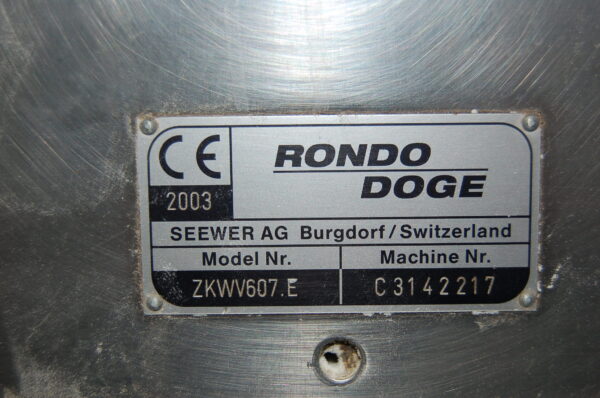 CE
RONDO
2003
DOGE
SEEWER AG Burgdorf/Switzerland
Model Nr. Machine Nr.
ZKWV607.E C3142217